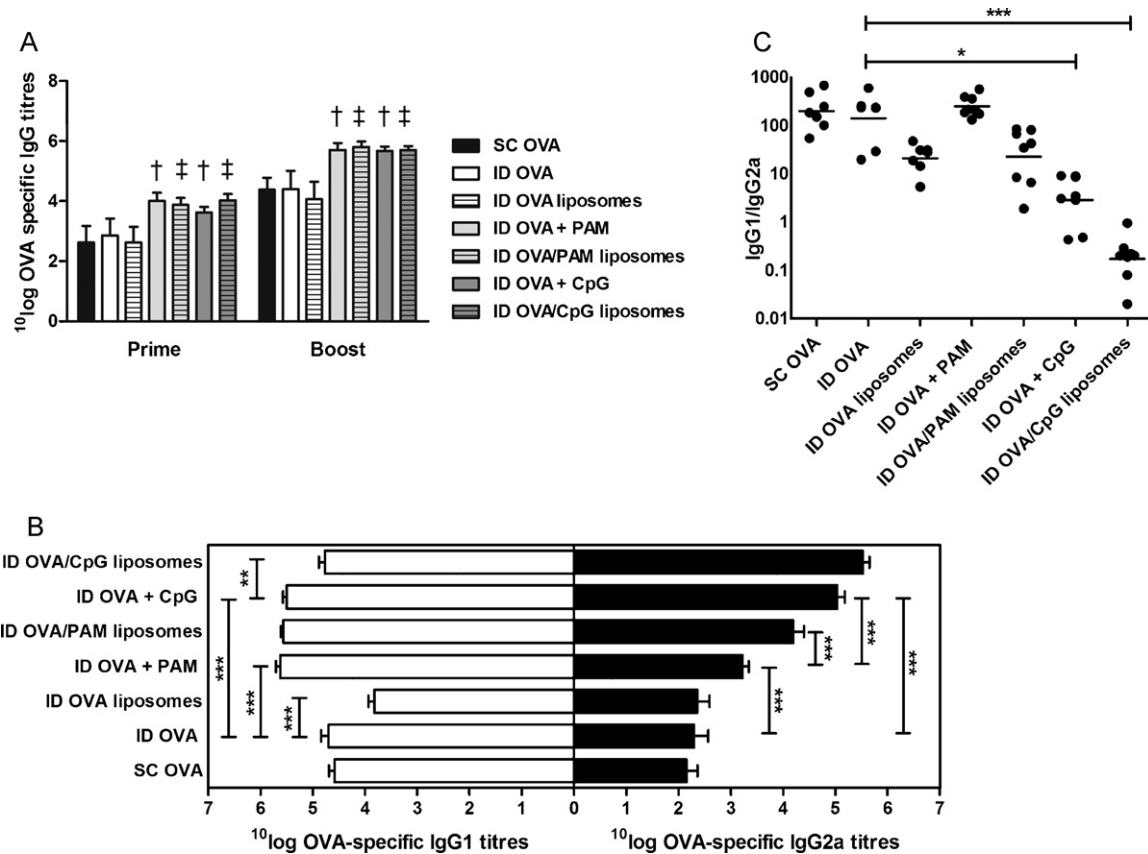 A
¹⁰log OVA specific IgG titres
8
6
4
2
0
† ‡ † ‡
† ‡ † ‡
Prime
Boost
SC OVA
ID OVA
ID OVA liposomes
ID OVA + PAM
ID OVA/PAM liposomes
ID OVA + CpG
ID OVA/CpG liposomes
C
***
*
IgG1/IgG2a
1000
100
10
1
0.1
0.01
SC OVA
ID OVA
ID OVA liposomes
ID OVA + PAM
ID OVA/PAM liposomes
ID OVA + CpG
ID OVA/CpG liposomes
B
ID OVA/CpG liposomes
ID OVA + CpG
ID OVA/PAM liposomes
ID OVA + PAM
ID OVA liposomes
ID OVA
SC OVA
**
***
***
***
***
***
***
***
7 6 5 4 3 2 1 0 1 2 3 4 5 6 7
¹⁰log OVA-specific IgG1 titres
¹⁰log OVA-specific IgG2a titres